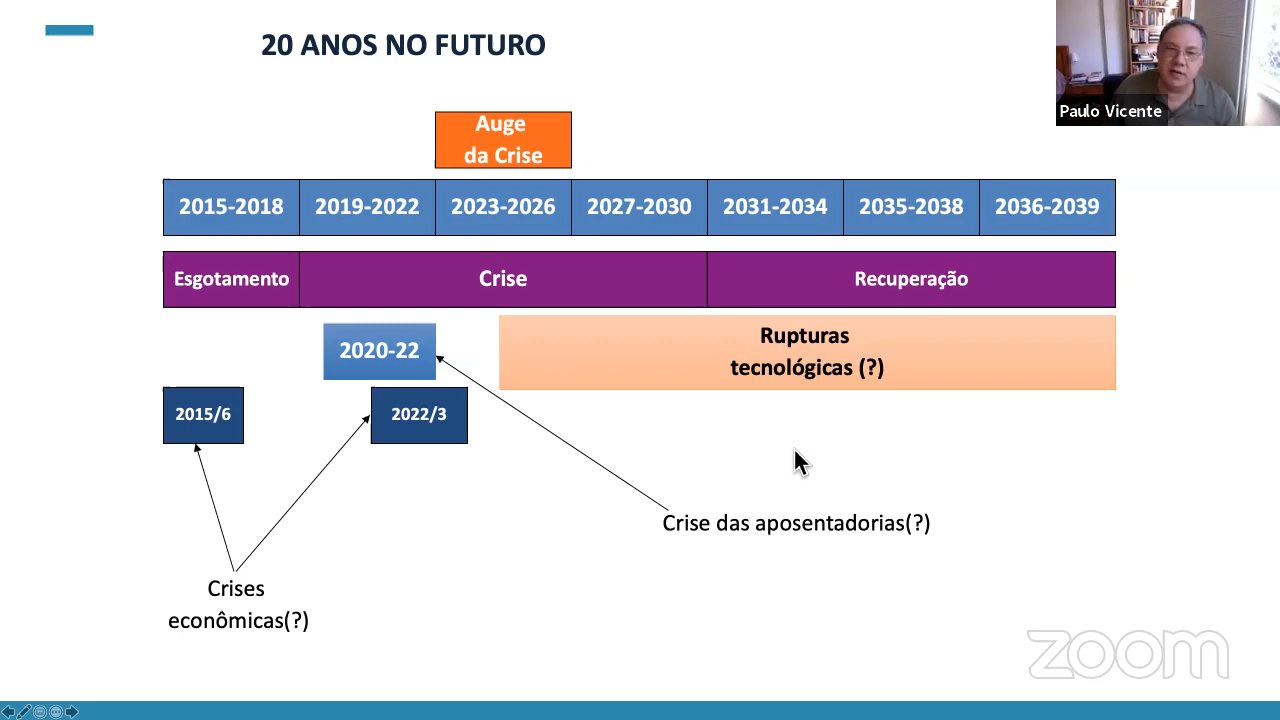 20 ANOS NO FUTURO
Paulo Vicente
Auge
da Crise
2015-2018 2019-2022 2023-2026 2027-2030 2031-2034 2035-2038 2036-2039
Esgotamento Crise Recuperação
Rupturas
tecnológicas (?)
2020-22
2015/6 2022/3
Crise das aposentadorias(?)
Crises
econômicas(?)
zoom